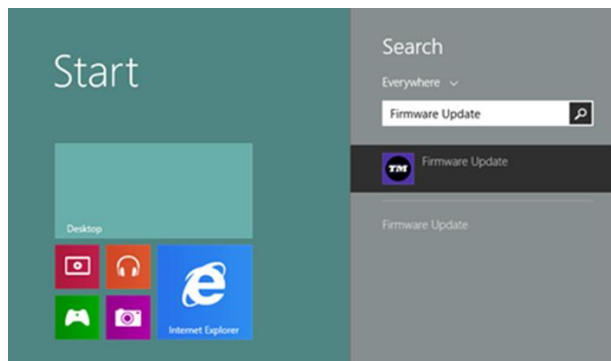 Start
Desktop
Internet Explorer
Search
Everywhere
Firmware Update
TM
Firmware Update
Firmware Update